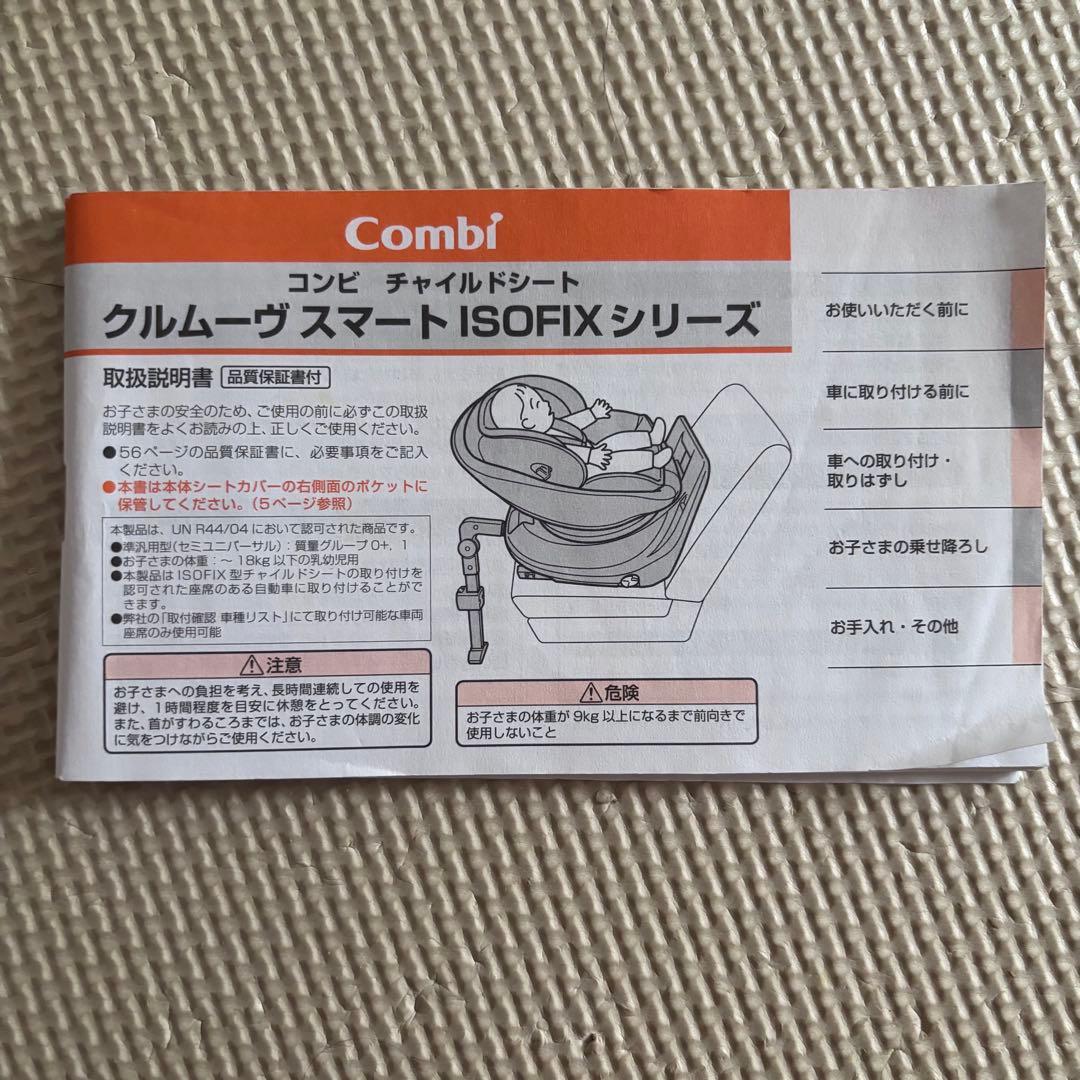 Combi
コンビ チャイルドシート
クルムーヴ スマート ISOFIX シリーズ
取扱説明書 品質保証書付
お子さまの安全のため、ご使用の前に必ずこの取扱
説明書をよくお読みの上、正しくご使用ください。
●56ページの品質保証書に、必要事項をご記入
ください。
●本書は本体シートカバーの右側面のポケットに
保管してください。(5ページ参照)
本製品は、UN R44/04 において認可された商品です。
●準汎用型(セミユニバーサル):質量グループ 0+, 1
●お子さまの体重:〜 18kg 以下の乳幼児用
●本製品は ISOFIX 型チャイルドシートの取り付けを
認可された座席のある自動車に取り付けることがで
きます。
●弊社の「取付確認 車種リスト」にて取り付け可能な車両
座席のみ使用可能
⚠注意
お子さまへの負担を考え、長時間連続しての使用を
避け、1時間程度を目安に休憩をとってください。
また、首がすわるころまでは、お子さまの体調の変化
に気をつけながらご使用ください。
⚠危険
お子さまの体重が 9kg 以上になるまで前向きで
使用しないこと
お使いいただく前に
車に取り付ける前に
車への取り付け・
取りはずし
お子さまの乗せ降ろし
お手入れ・その他